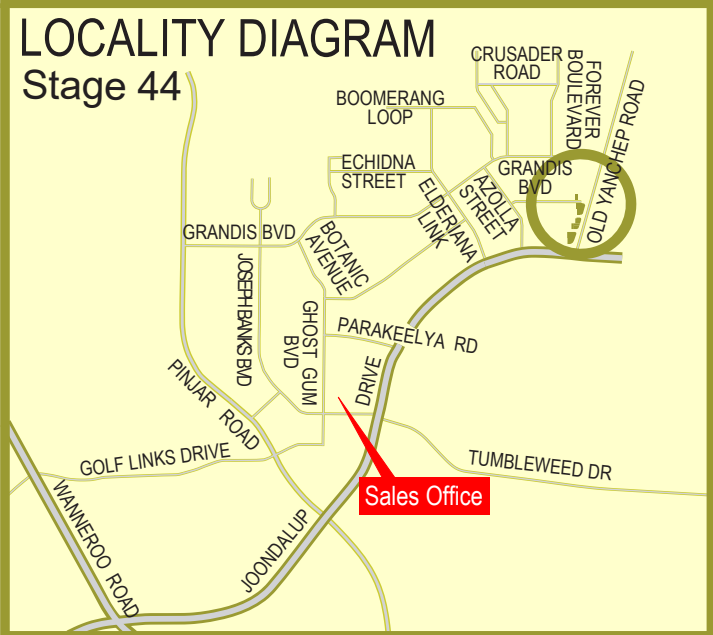 LOCALITY DIAGRAM
Stage 44
CRUSADER
ROAD
FOREVER
BOULEVARD
BOOMERANG
LOOP
OLD YANCHEP ROAD
ECHIDNA
STREET
GRANDIS
BVD
AZOLLA
STREET
ELDERIANA
LINK
GRANDIS BVD
BOTANIC
AVENUE
JOSEPH BANKS BVD
GHOST GUM
BVD
PARAKEELYA RD
DRIVE
PINJAR ROAD
GOLF LINKS DRIVE
TUMBLEWEED DR
Sales Office
WANNEROO ROAD
JOONDALUP